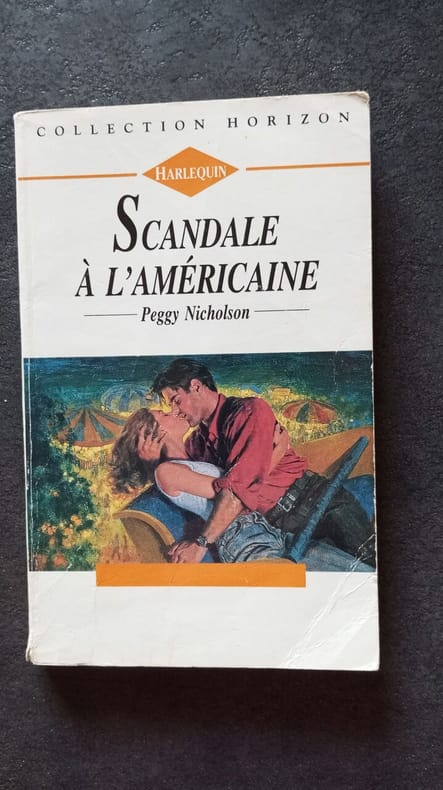 COLLECTION HORIZON
HARLEQUIN
SCANDALE
À L'AMÉRICAINE
Peggy Nicholson